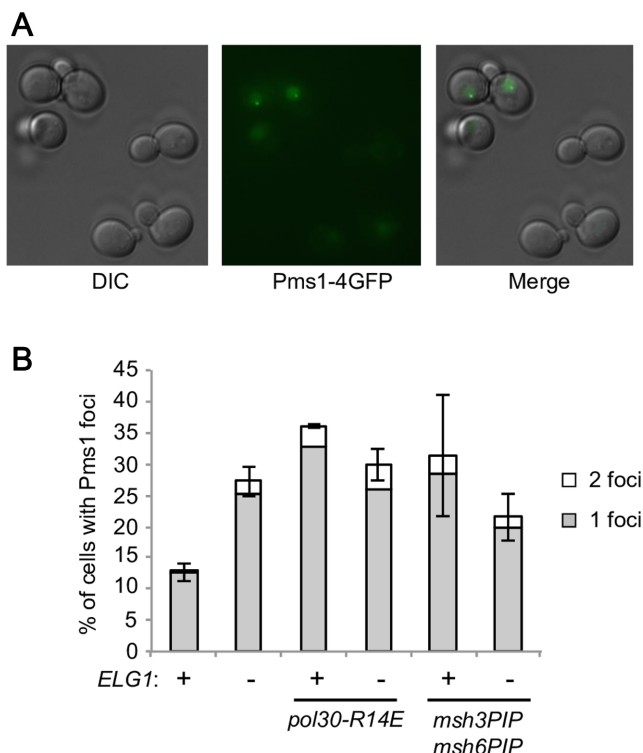 A
DIC
Pms1-4GFP
Merge
B
% of cells with Pms1 foci
45
40
35
30
25
20
15
10
5
0
2 foci
1 foci
ELG1: + - + - + -
pol30-R14E
msh3PIP
msh6PIP